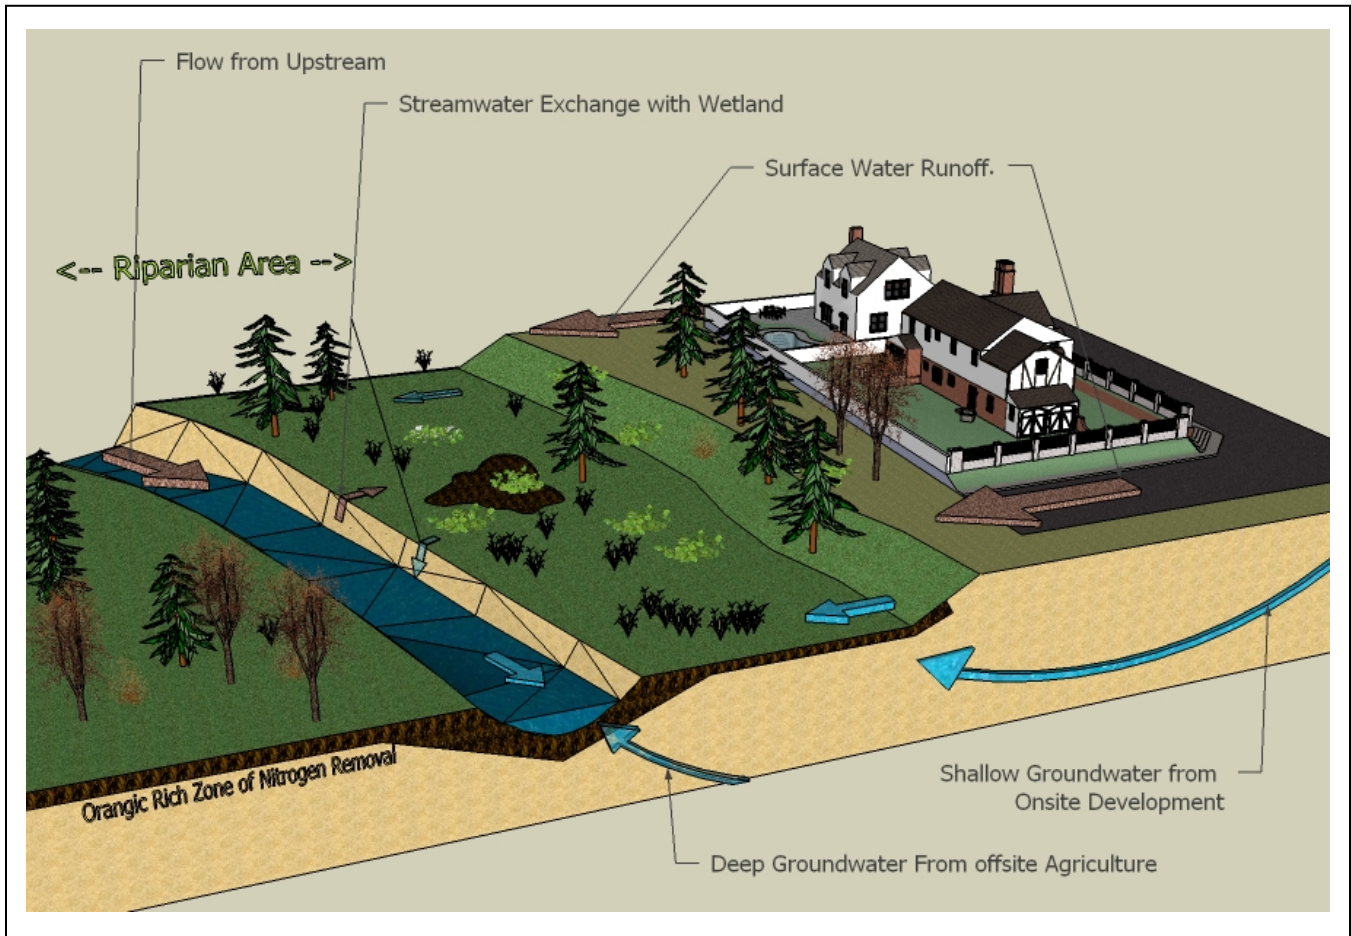 Flow from Upstream
Streamwater Exchange with Wetland
Surface Water Runoff.
<-- Riparian Area -->
Orangic Rich Zone of Nitrogen Removal
Shallow Groundwater from
Onsite Development
Deep Groundwater From offsite Agriculture